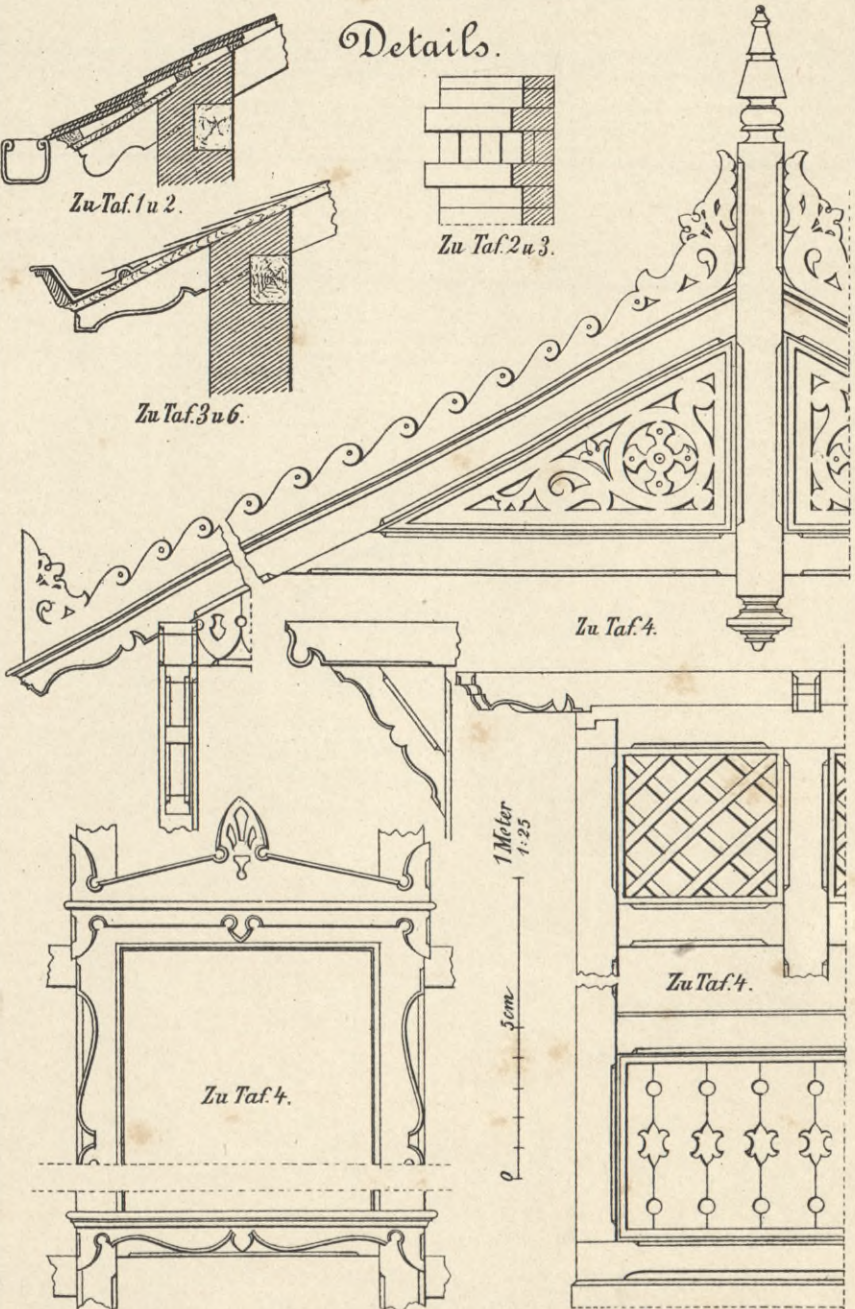 Details.
Zu Taf. 1 u 2.
Zu Taf. 2 u 3.
Zu Taf. 3 u 6.
Zu Taf. 4.
1 Meter
1:25
5cm
0
Zu Taf. 4.
Zu Taf. 4.